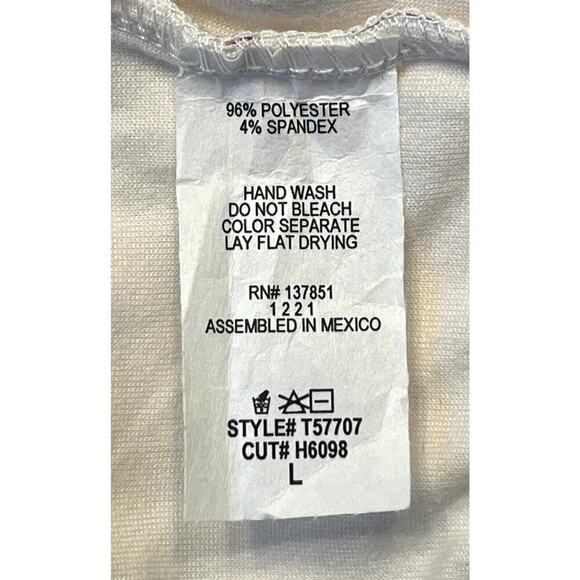 96% POLYESTER
4% SPANDEX
HAND WASH
DO NOT BLEACH
COLOR SEPARATE
LAY FLAT DRYING
RN# 137851
1 2 2 1
ASSEMBLED IN MEXICO
STYLE# T57707
CUT# H6098
L